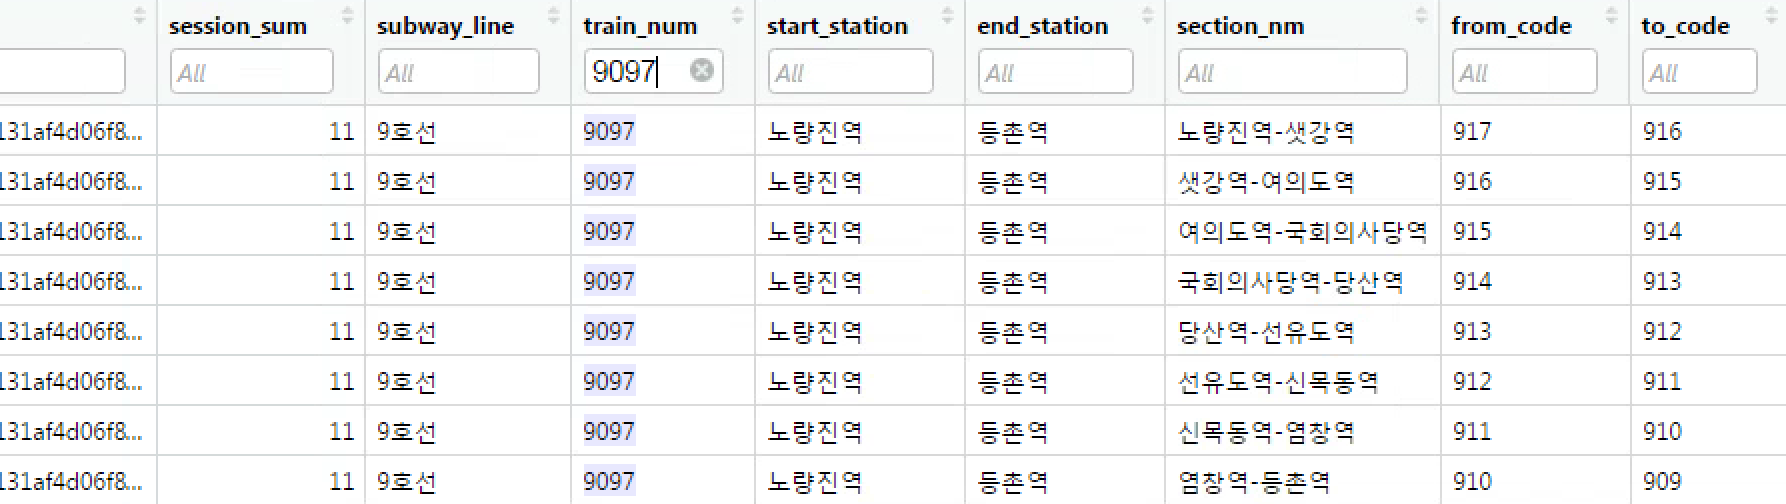 session_sum subway_line train_num start_station end_station section_nm from_code to_code
All All 9097 All All All All All
131af4d06f8... 11 9호선 9097 노량진역 등촌역 노량진역-샛강역 917 916
131af4d06f8... 11 9호선 9097 노량진역 등촌역 샛강역-여의도역 916 915
131af4d06f8... 11 9호선 9097 노량진역 등촌역 여의도역-국회의사당역 915 914
131af4d06f8... 11 9호선 9097 노량진역 등촌역 국회의사당역-당산역 914 913
131af4d06f8... 11 9호선 9097 노량진역 등촌역 당산역-선유도역 913 912
131af4d06f8... 11 9호선 9097 노량진역 등촌역 선유도역-신목동역 912 911
131af4d06f8... 11 9호선 9097 노량진역 등촌역 신목동역-염창역 911 910
131af4d06f8... 11 9호선 9097 노량진역 등촌역 염창역-등촌역 910 909